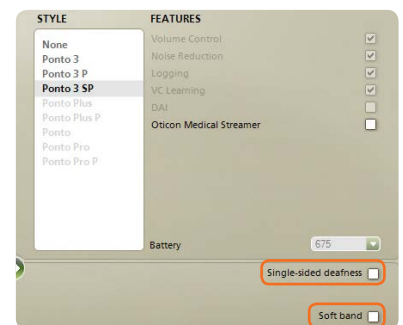 STYLE
None
Ponto 3
Ponto 3 P
Ponto 3 SP
Ponto Plus
Ponto Plus P
Ponto
Ponto Pro
Ponto Pro P
FEATURES
Volume Control
Noise Reduction
Logging
VC Learning
DAI
Oticon Medical Streamer
Battery 675
Single-sided deafness
Soft band